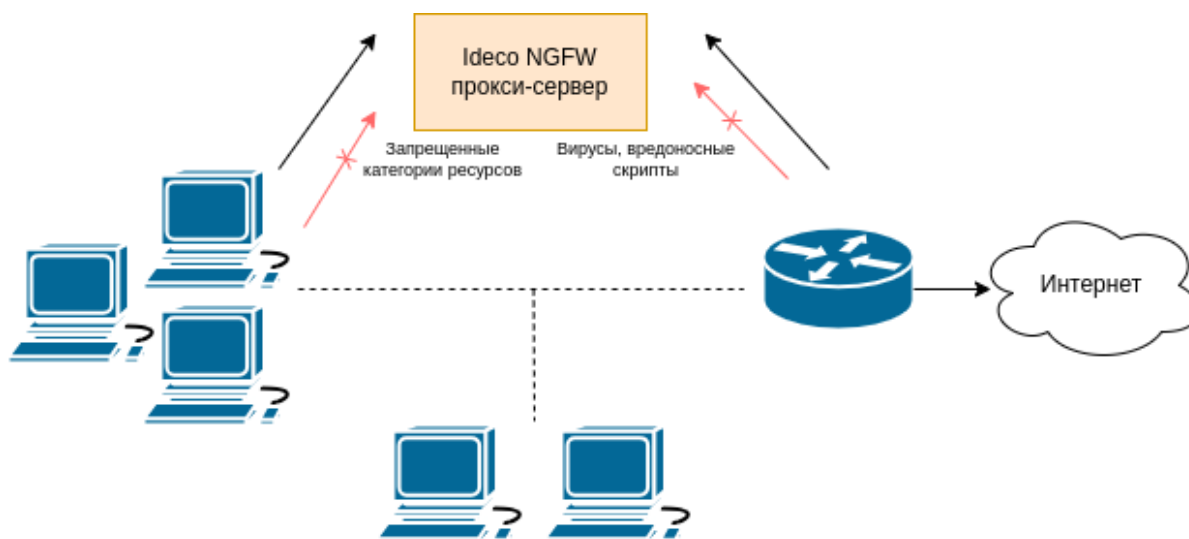 Ideco NGFW
прокси-сервер
Запрещенные
категории ресурсов
Вирусы, вредоносные
скрипты
Интернет